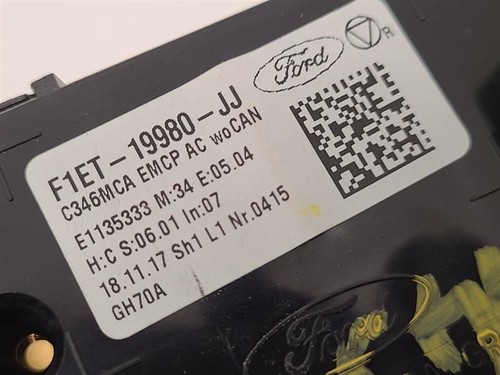 Ford
R
F1ET-19980-JJ
C346MCA EMCP AC woCAN
E1135333 M:34 E:05.04
H:C S:06.01 In:07
18.11.17 Sh1 L1 Nr.0415
GH70A
Ford